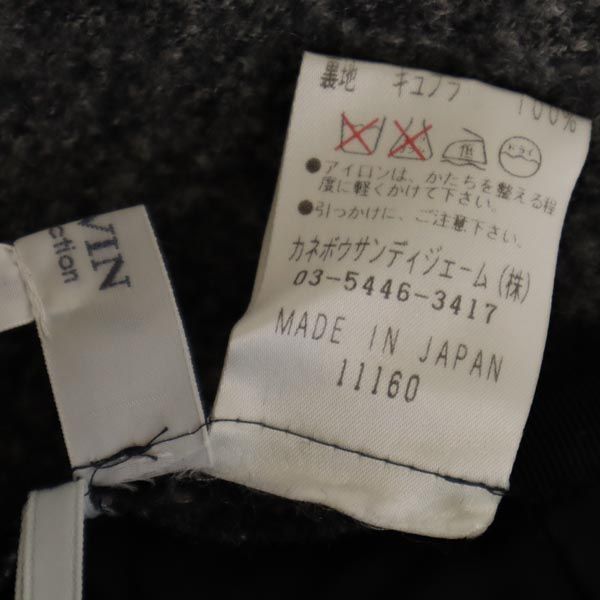 裏地 キュプラ 100%
ドライ
●アイロンは、かたちを整える程
度に軽くかけて下さい。
●引っかけに、ご注意下さい。
カネボウサンディジェーム(株)
03-5446-3417
MADE IN JAPAN
11160
VIN
ction